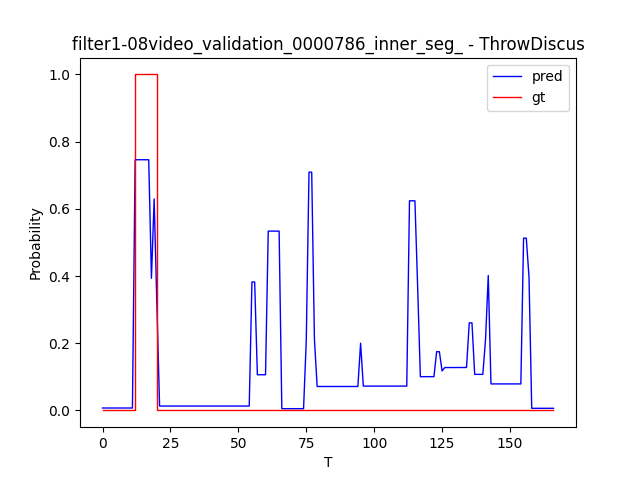 filter1-08video_validation_0000786_inner_seg_ - ThrowDiscus
pred
gt
1.0
0.8
0.6
0.4
0.2
0.0
Probability
0
25
50
75
100
125
150
T